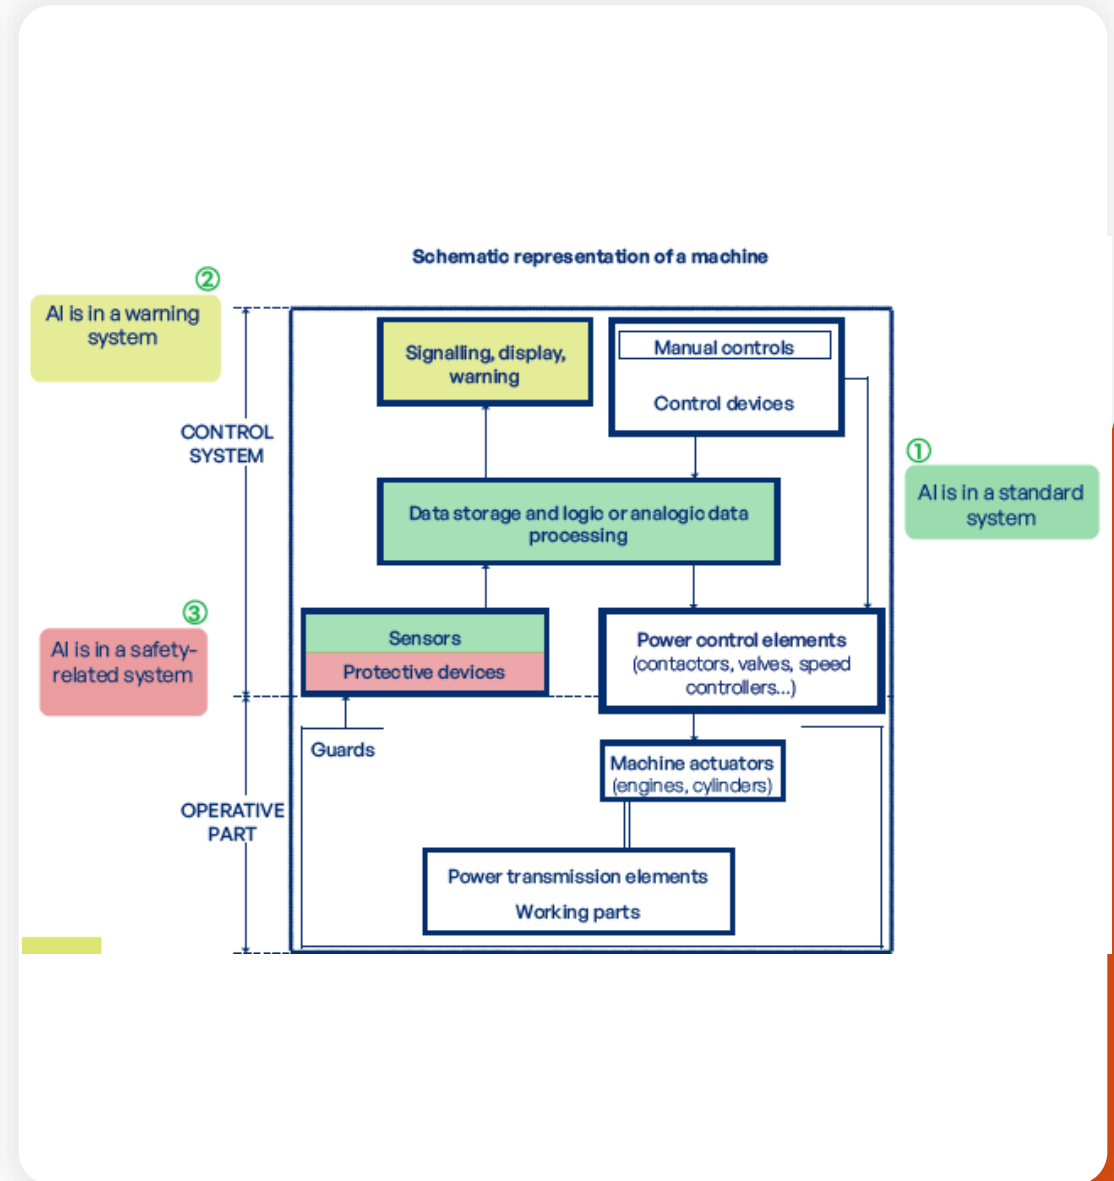 Schematic representation of a machine
②
AI is in a warning
system
Signalling, display,
warning
Manual controls
Control devices
CONTROL
SYSTEM
①
AI is in a standard
system
Data storage and logic or analogic data
processing
③
AI is in a safety-
related system
Sensors
Protective devices
Power control elements
(contactors, valves, speed
controllers...)
Guards
Machine actuators
(engines, cylinders)
OPERATIVE
PART
Power transmission elements
Working parts